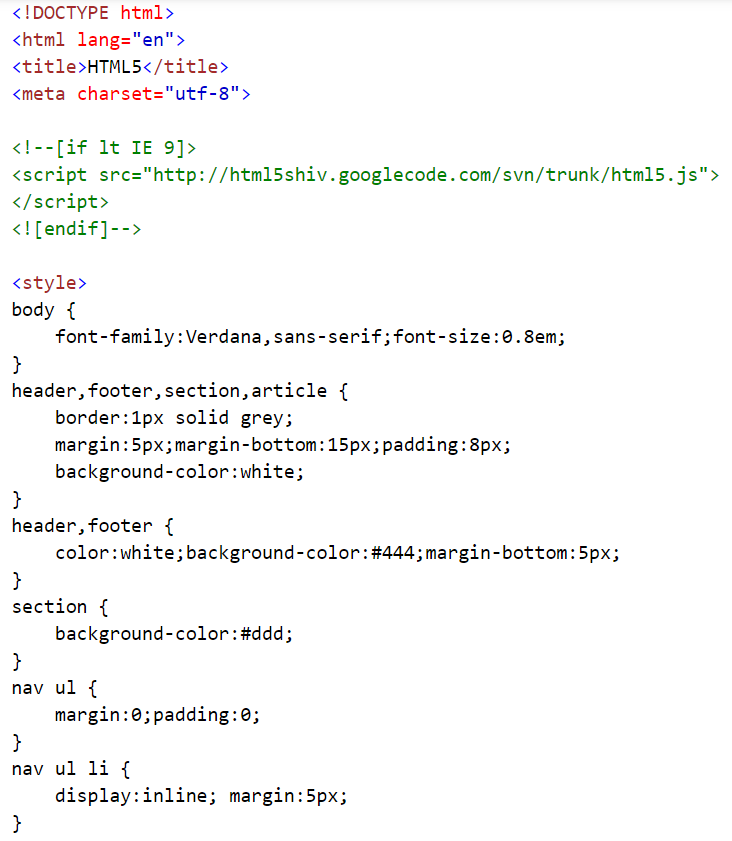 <!DOCTYPE html>
<html lang="en">
<title>HTML5</title>
<meta charset="utf-8">
<!--[if lt IE 9]>
<script src="http://html5shiv.googlecode.com/svn/trunk/html5.js">
</script>
<![endif]-->
<style>
body {
    font-family:Verdana,sans-serif;font-size:0.8em;
}
header,footer,section,article {
    border:1px solid grey;
    margin:5px;margin-bottom:15px;padding:8px;
    background-color:white;
}
header,footer {
    color:white;background-color:#444;margin-bottom:5px;
}
section {
    background-color:#ddd;
}
nav ul {
    margin:0;padding:0;
}
nav ul li {
    display:inline; margin:5px;
}